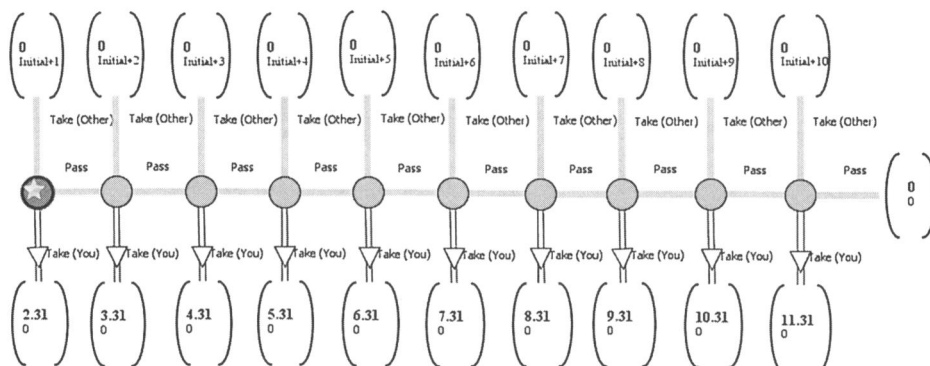 0 0 0 0 0 0 0 0 0 0
Initial+1 Initial+2 Initial+3 Initial+4 Initial+5 Initial+6 Initial+7 Initial+8 Initial+9 Initial+10
Take (Other) Take (Other) Take (Other) Take (Other) Take (Other) Take (Other) Take (Other) Take (Other) Take (Other) Take (Other)
Pass Pass Pass Pass Pass Pass Pass Pass Pass Pass
0
0
Take (You) Take (You) Take (You) Take (You) Take (You) Take (You) Take (You) Take (You) Take (You) Take (You)
2.31 3.31 4.31 5.31 6.31 7.31 8.31 9.31 10.31 11.31
0 0 0 0 0 0 0 0 0 0